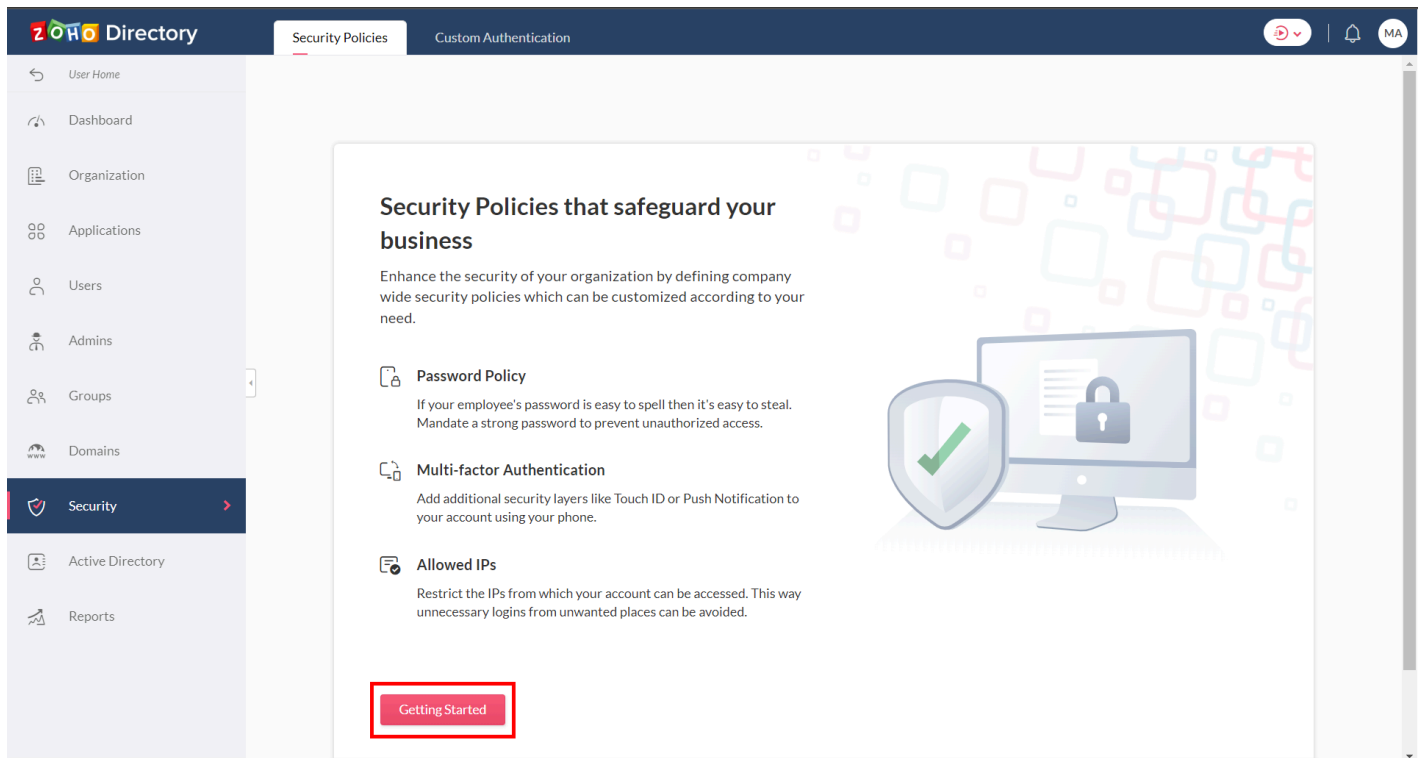 ZOHO Directory
Security Policies
Custom Authentication
MA
User Home
Dashboard
Organization
Applications
Users
Admins
Groups
www
Domains
Security
Active Directory
Reports
Security Policies that safeguard your
business
Enhance the security of your organization by defining company
wide security policies which can be customized according to your
need.
Password Policy
If your employee's password is easy to spell then it's easy to steal.
Mandate a strong password to prevent unauthorized access.
Multi-factor Authentication
Add additional security layers like Touch ID or Push Notification to
your account using your phone.
Allowed IPs
Restrict the IPs from which your account can be accessed. This way
unnecessary logins from unwanted places can be avoided.
Getting Started